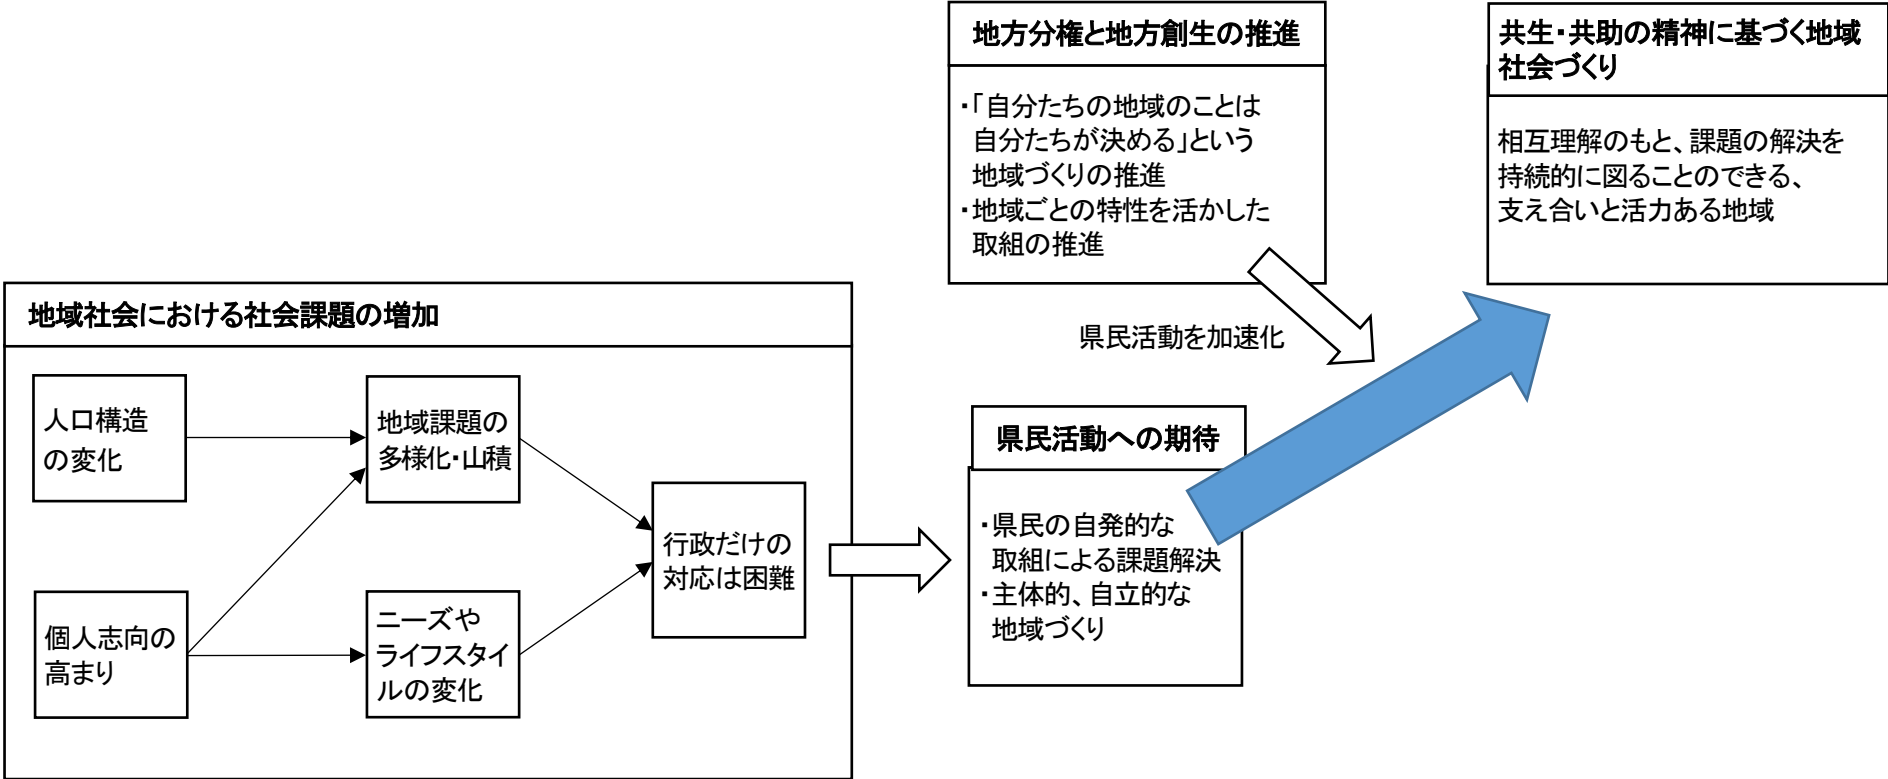 地方分権と地方創生の推進
・「自分たちの地域のことは
自分たちが決める」という
地域づくりの推進
・地域ごとの特性を活かした
取組の推進
共生・共助の精神に基づく地域
社会づくり
相互理解のもと、課題の解決を
持続的に図ることのできる、
支え合いと活力ある地域
地域社会における社会課題の増加
人口構造
の変化
地域課題の
多様化・山積
個人志向の
高まり
ニーズや
ライフスタイ
ルの変化
行政だけの
対応は困難
県民活動を加速化
県民活動への期待
・県民の自発的な
取組による課題解決
・主体的、自立的な
地域づくり